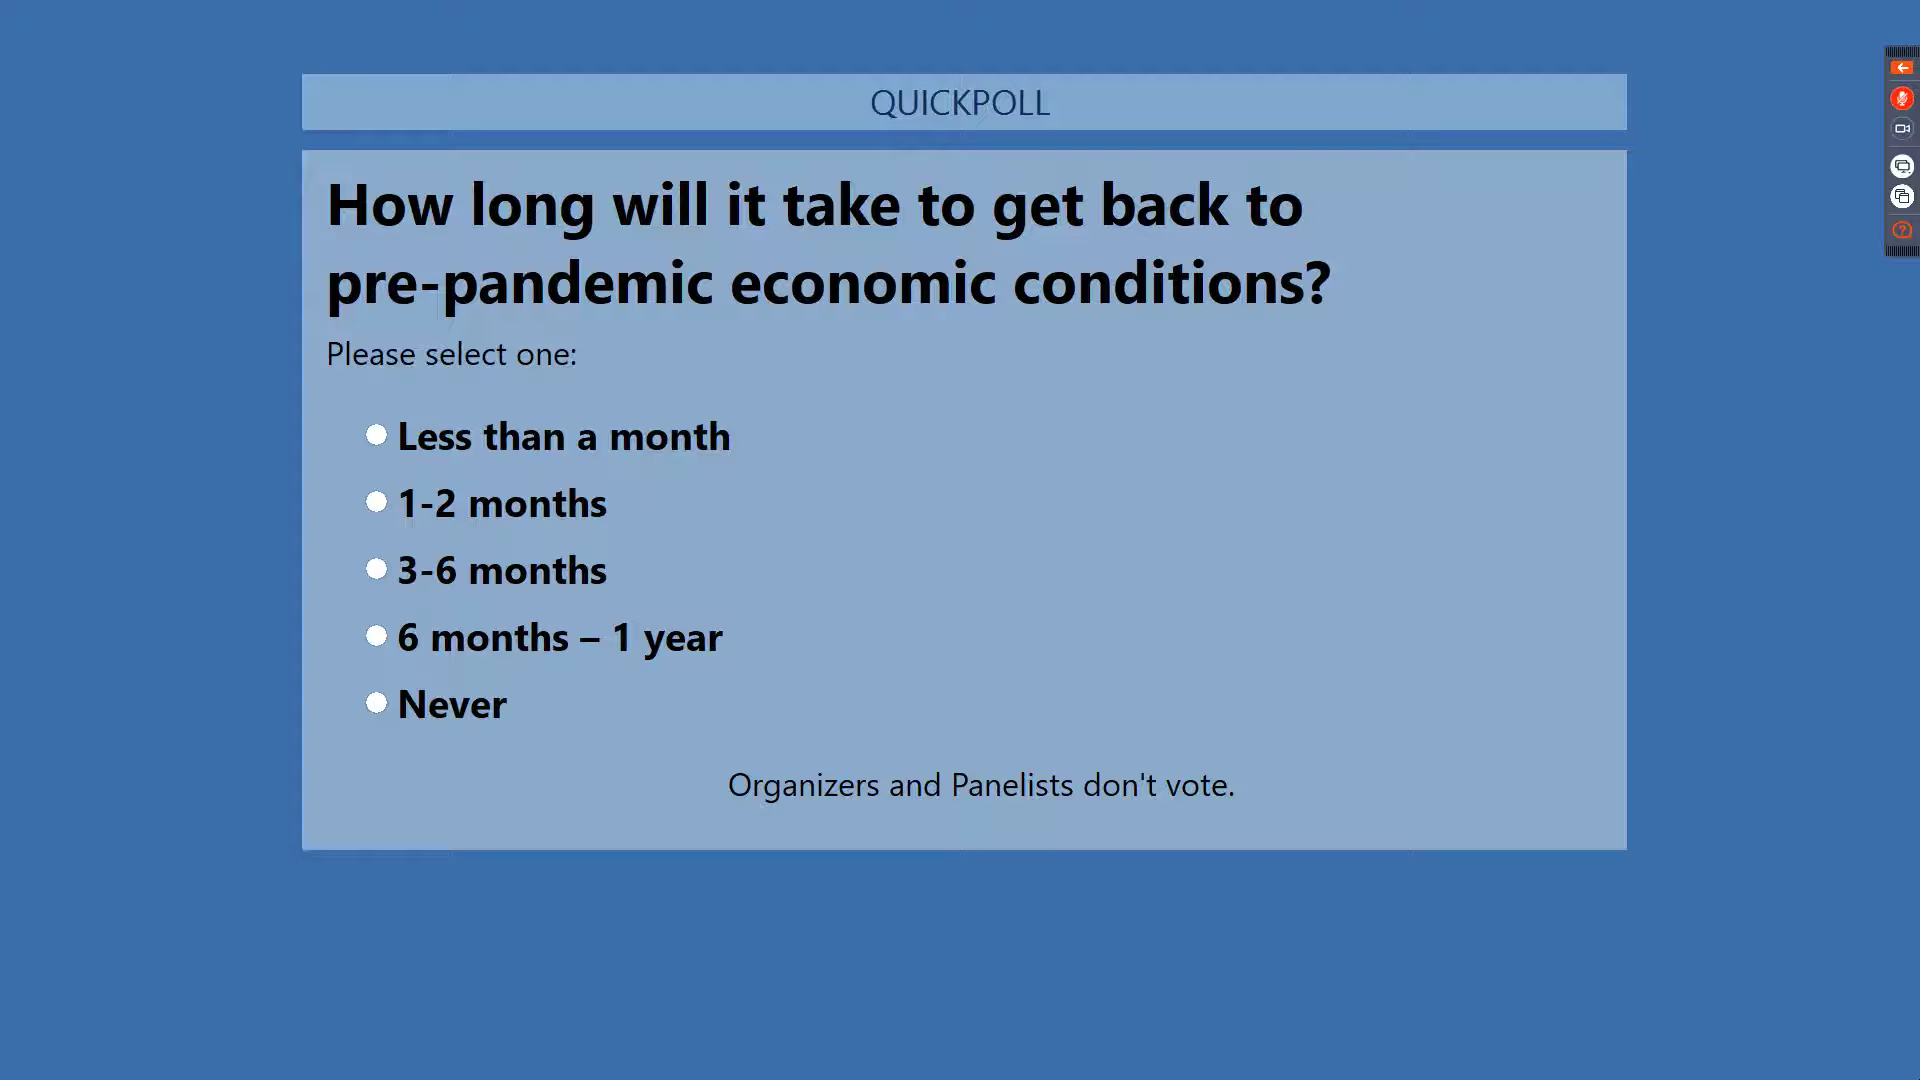 QUICKPOLL
How long will it take to get back to
pre-pandemic economic conditions?
Please select one:
Less than a month
1-2 months
3-6 months
6 months – 1 year
Never
Organizers and Panelists don't vote.